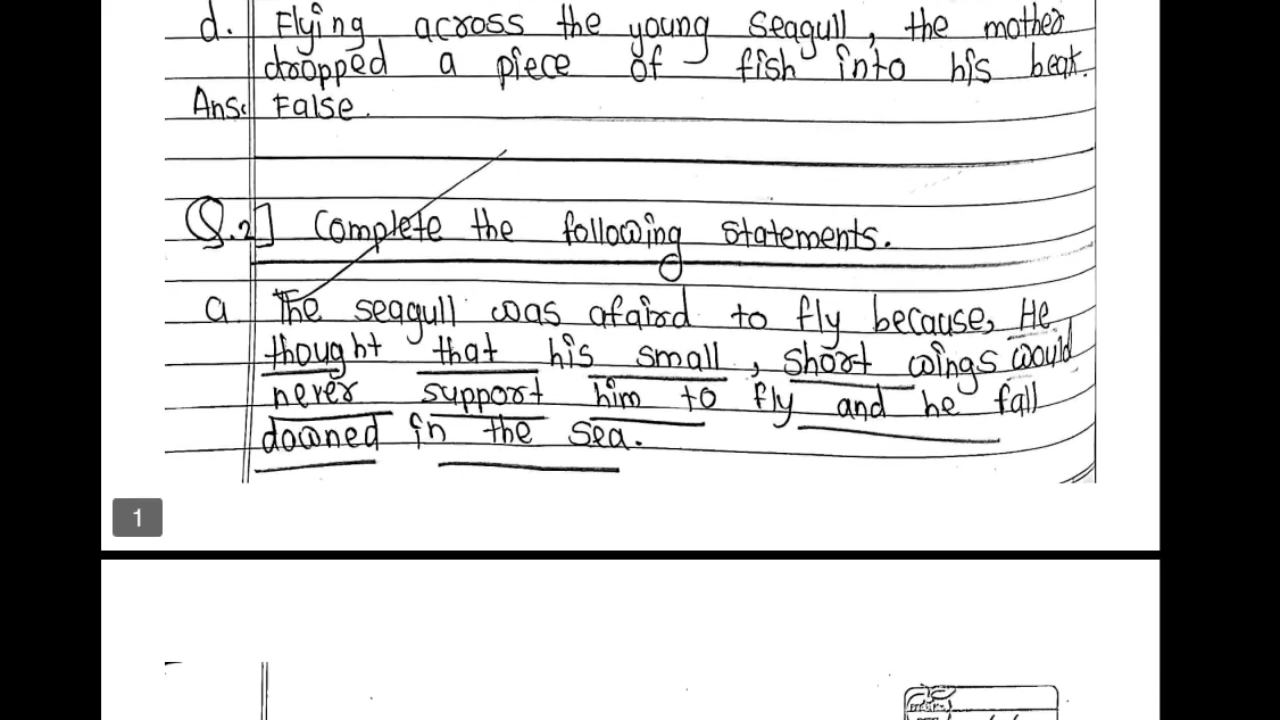 d. Flying across the young seagull, the mother
dropped a piece of fish into his beak.
Ans: False.
Q.2] Complete the following statements.
a. The seagull was afaird to fly because, He
thought that his small, short wings would
never support him to fly and he fall
downed in the sea.
1